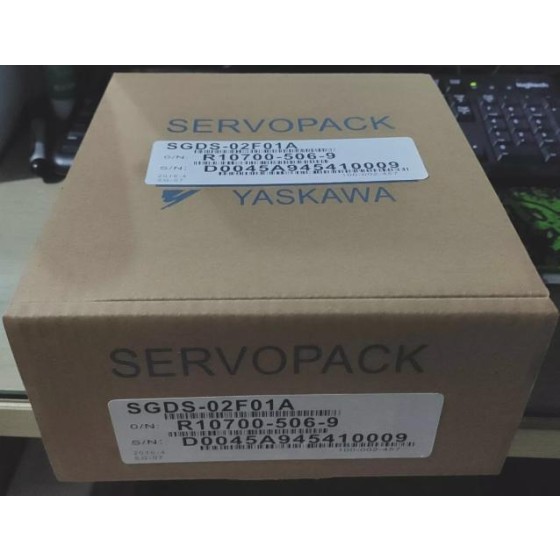 SERVOPACK
SGDS-02F01A
O/N: R10700-506-9
S/N: D0045A945410009
YASKAWA
SERVOPACK
SGDS-02F01A
O/N: R10700-506-9
S/N: D0045A945410009